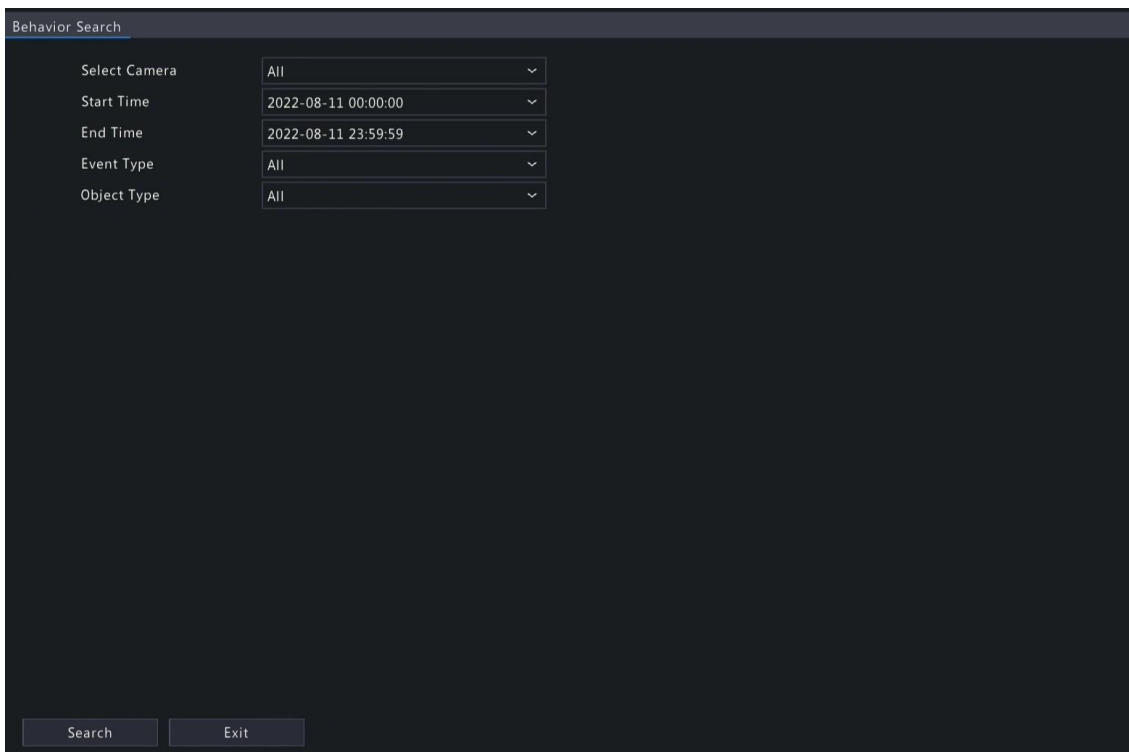 Behavior Search
Select Camera All
Start Time 2022-08-11 00:00:00
End Time 2022-08-11 23:59:59
Event Type All
Object Type All
Search Exit